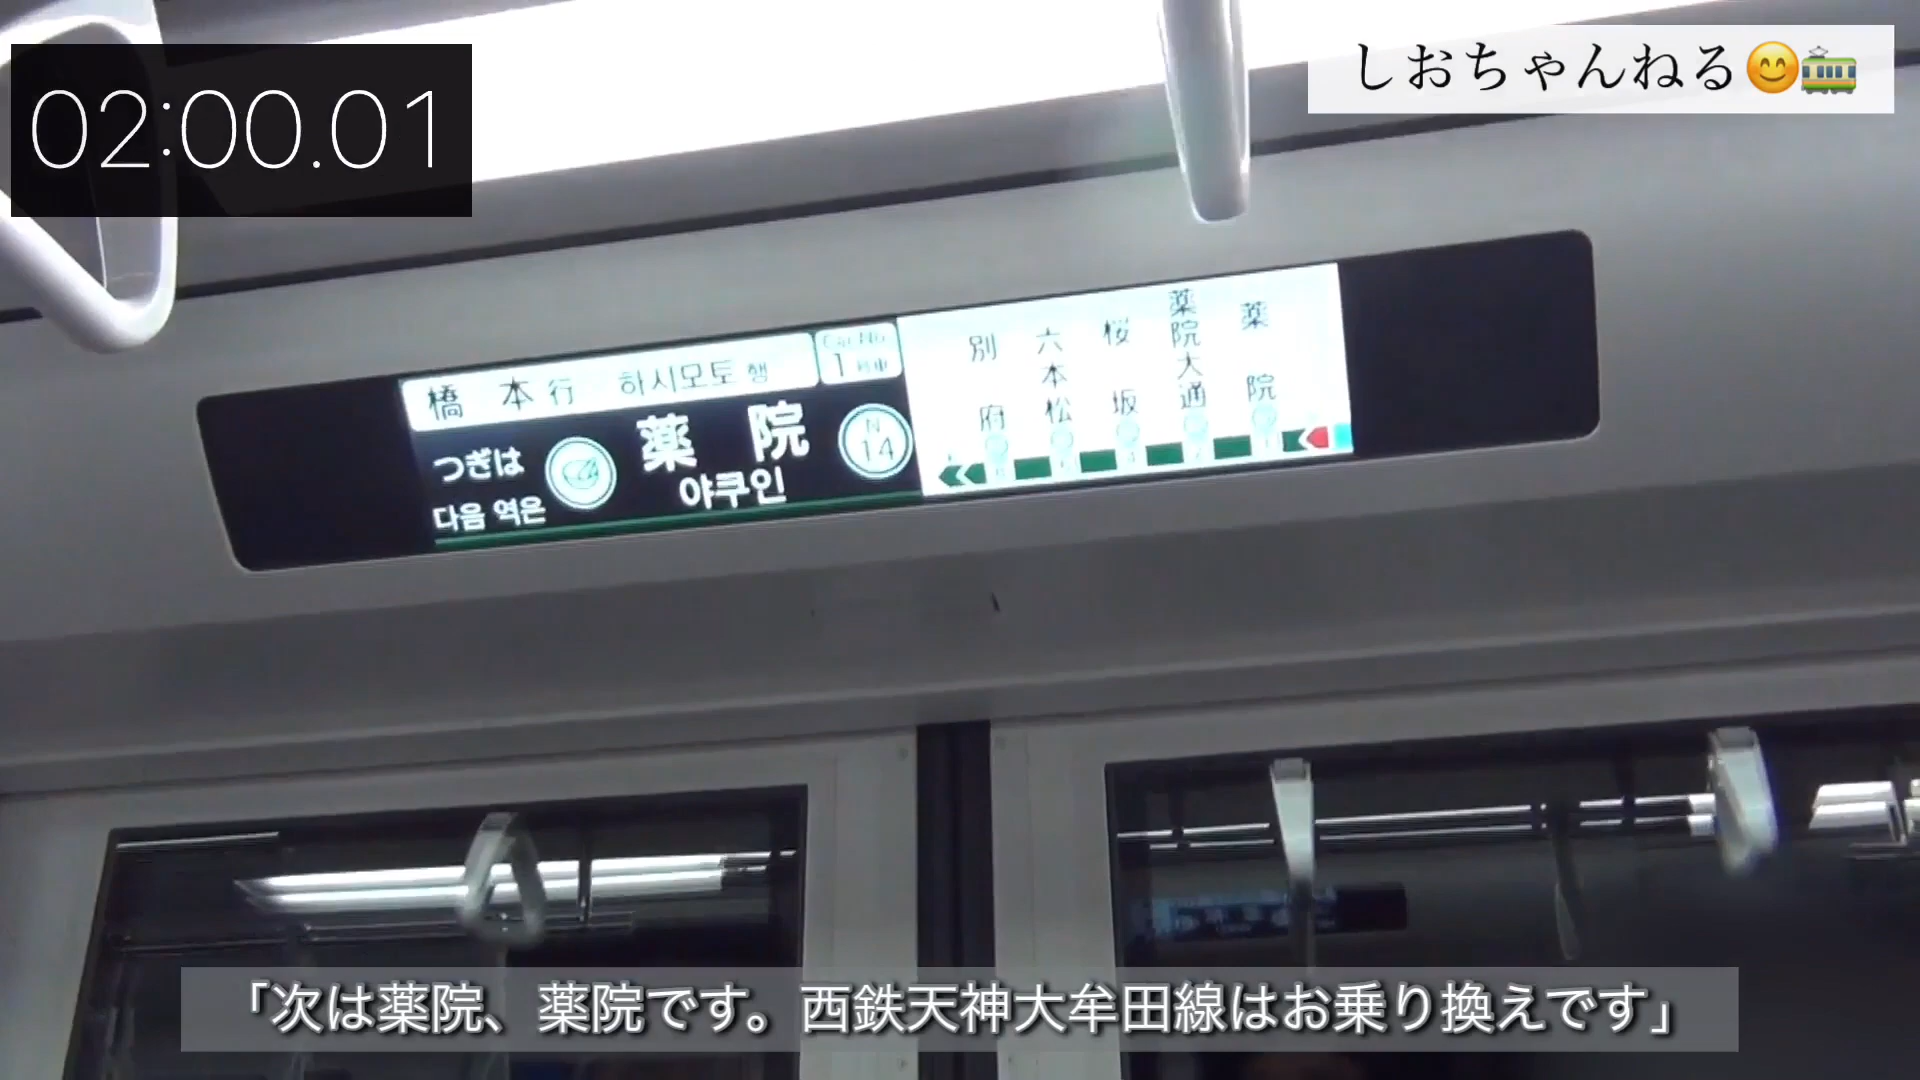 02:00.01
しおちゃんねる😊🚃
橋本行 하시모토 행
Car No.
1 号車
つぎは 薬院 N
14
다음 역은 야쿠인
別府
六本松
桜坂
薬院大通
薬院
「次は薬院、薬院です。西鉄天神大牟田線はお乗り換えです」